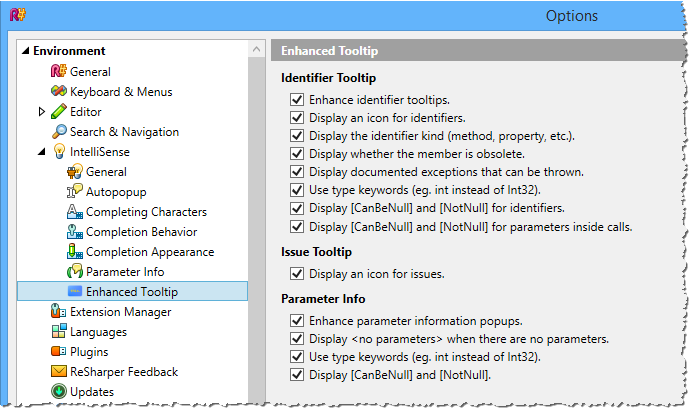 R#
Options
Environment
General
Keyboard & Menus
Editor
Search & Navigation
IntelliSense
General
Autopopup
Completing Characters
Completion Behavior
Completion Appearance
Parameter Info
Enhanced Tooltip
Extension Manager
Languages
Plugins
ReSharper Feedback
Updates
Enhanced Tooltip
Identifier Tooltip
Enhance identifier tooltips.
Display an icon for identifiers.
Display the identifier kind (method, property, etc.).
Display whether the member is obsolete.
Display documented exceptions that can be thrown.
Use type keywords (eg. int instead of Int32).
Display [CanBeNull] and [NotNull] for identifiers.
Display [CanBeNull] and [NotNull] for parameters inside calls.
Issue Tooltip
Display an icon for issues.
Parameter Info
Enhance parameter information popups.
Display <no parameters> when there are no parameters.
Use type keywords (eg. int instead of Int32).
Display [CanBeNull] and [NotNull].